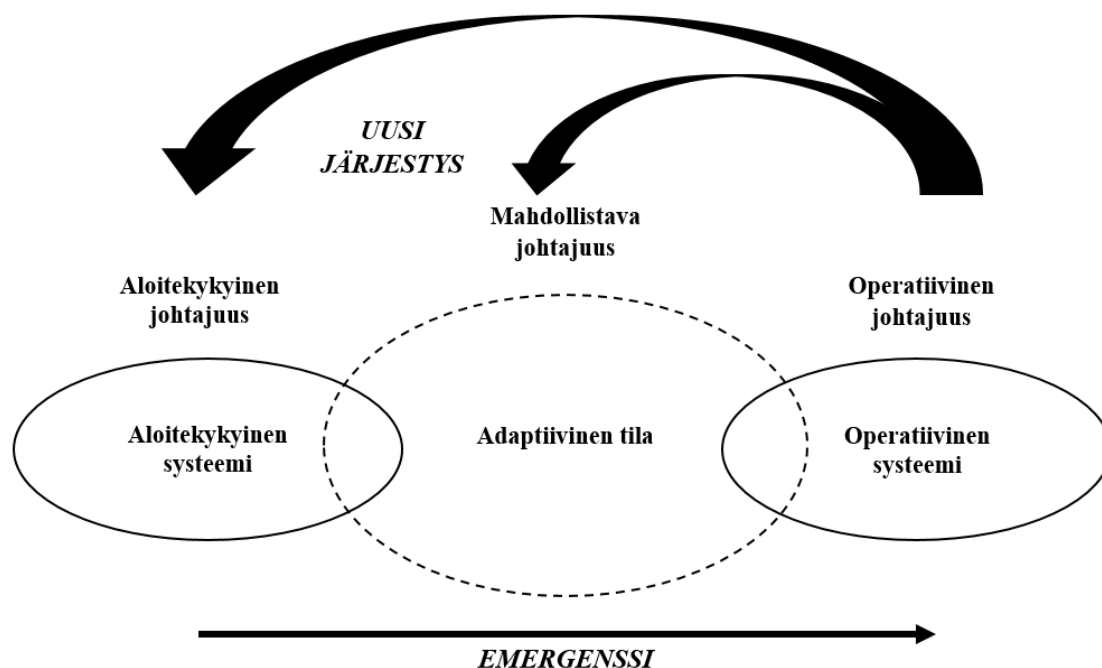 UUSI
JÄRJESTYS
Mahdollistava
johtajuus
Aloitekykyinen
johtajuus
Operatiivinen
johtajuus
Aloitekykyinen
systeemi
Adaptiivinen tila
Operatiivinen
systeemi
EMERGENSSI